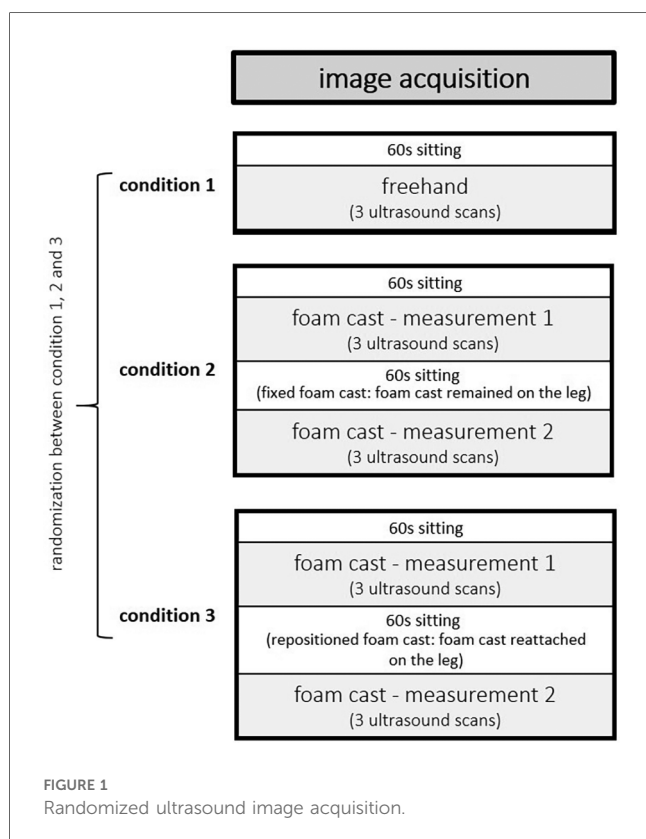 image acquisition
60s sitting
condition 1
freehand
(3 ultrasound scans)
randomization between condition 1, 2 and 3
60s sitting
foam cast - measurement 1
(3 ultrasound scans)
condition 2
60s sitting
(fixed foam cast: foam cast remained on the leg)
foam cast - measurement 2
(3 ultrasound scans)
60s sitting
foam cast - measurement 1
(3 ultrasound scans)
condition 3
60s sitting
(repositioned foam cast: foam cast reattached
on the leg)
foam cast - measurement 2
(3 ultrasound scans)
FIGURE 1
Randomized ultrasound image acquisition.